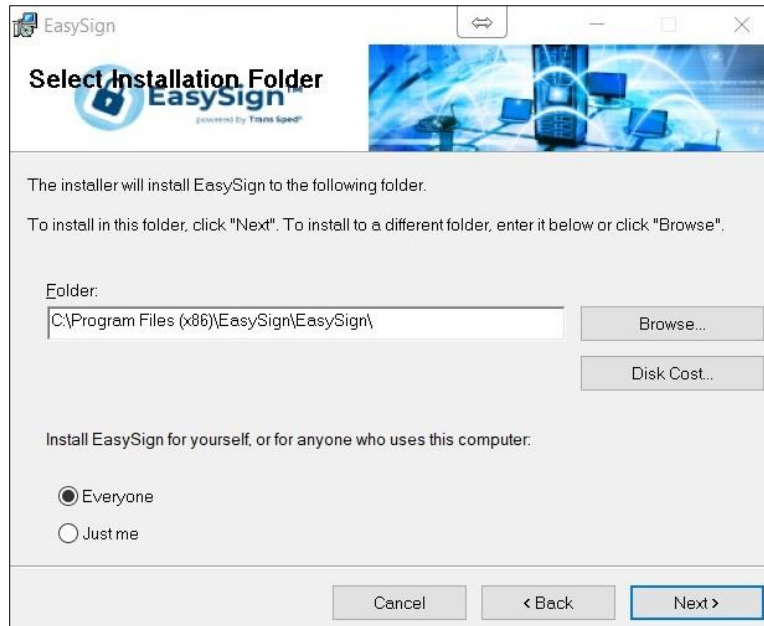 EasySign
Select Installation Folder
EasySign™
powered by Trans Sped®
The installer will install EasySign to the following folder.
To install in this folder, click "Next". To install to a different folder, enter it below or click "Browse".
Folder:
C:\Program Files (x86)\EasySign\EasySign\
Browse...
Disk Cost...
Install EasySign for yourself, or for anyone who uses this computer:
Everyone
Just me
Cancel
< Back
Next >